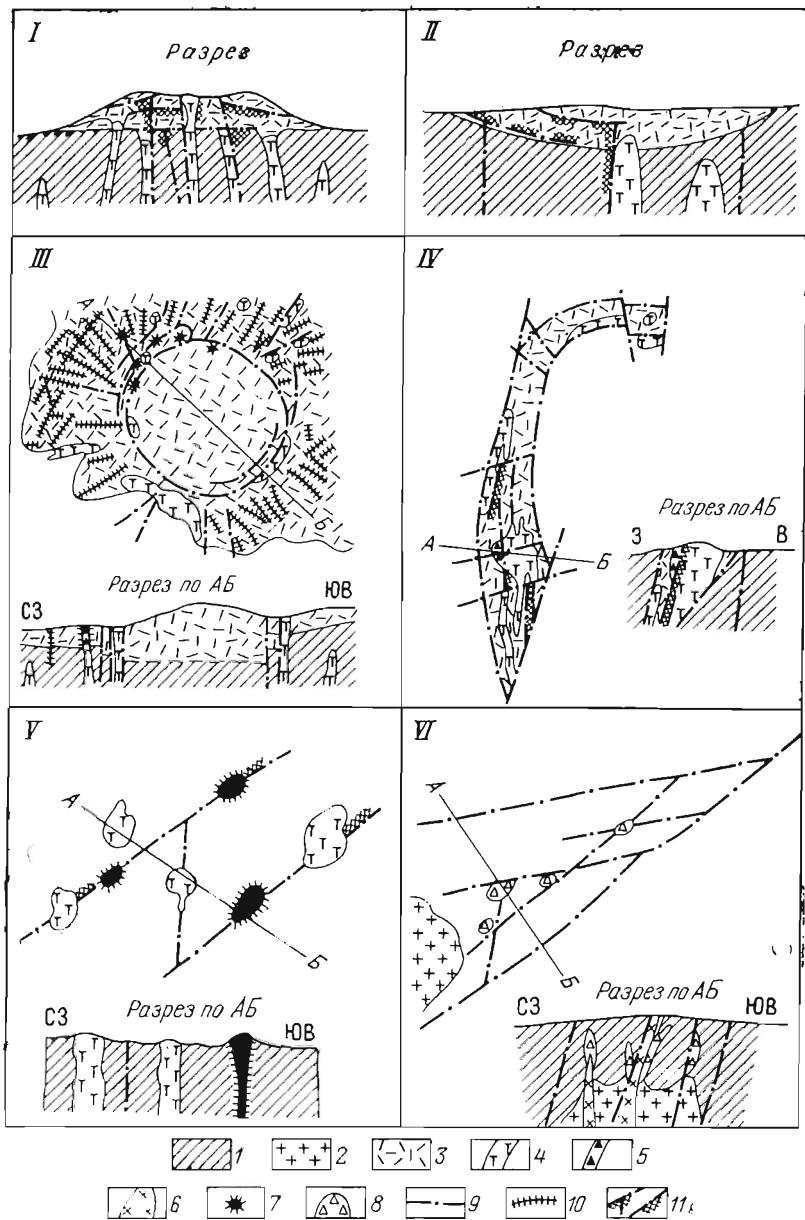 I
Разрез
II
Разрез
III
А
Б
Разрез по АБ
СЗ ЮВ
IV
А Б
Разрез по АБ
З В
V
А
Б
Разрез по АБ
СЗ ЮВ
VI
А
Б
Разрез по АБ
СЗ ЮВ
1 2 3 4 5
6 7 8 9 10 11